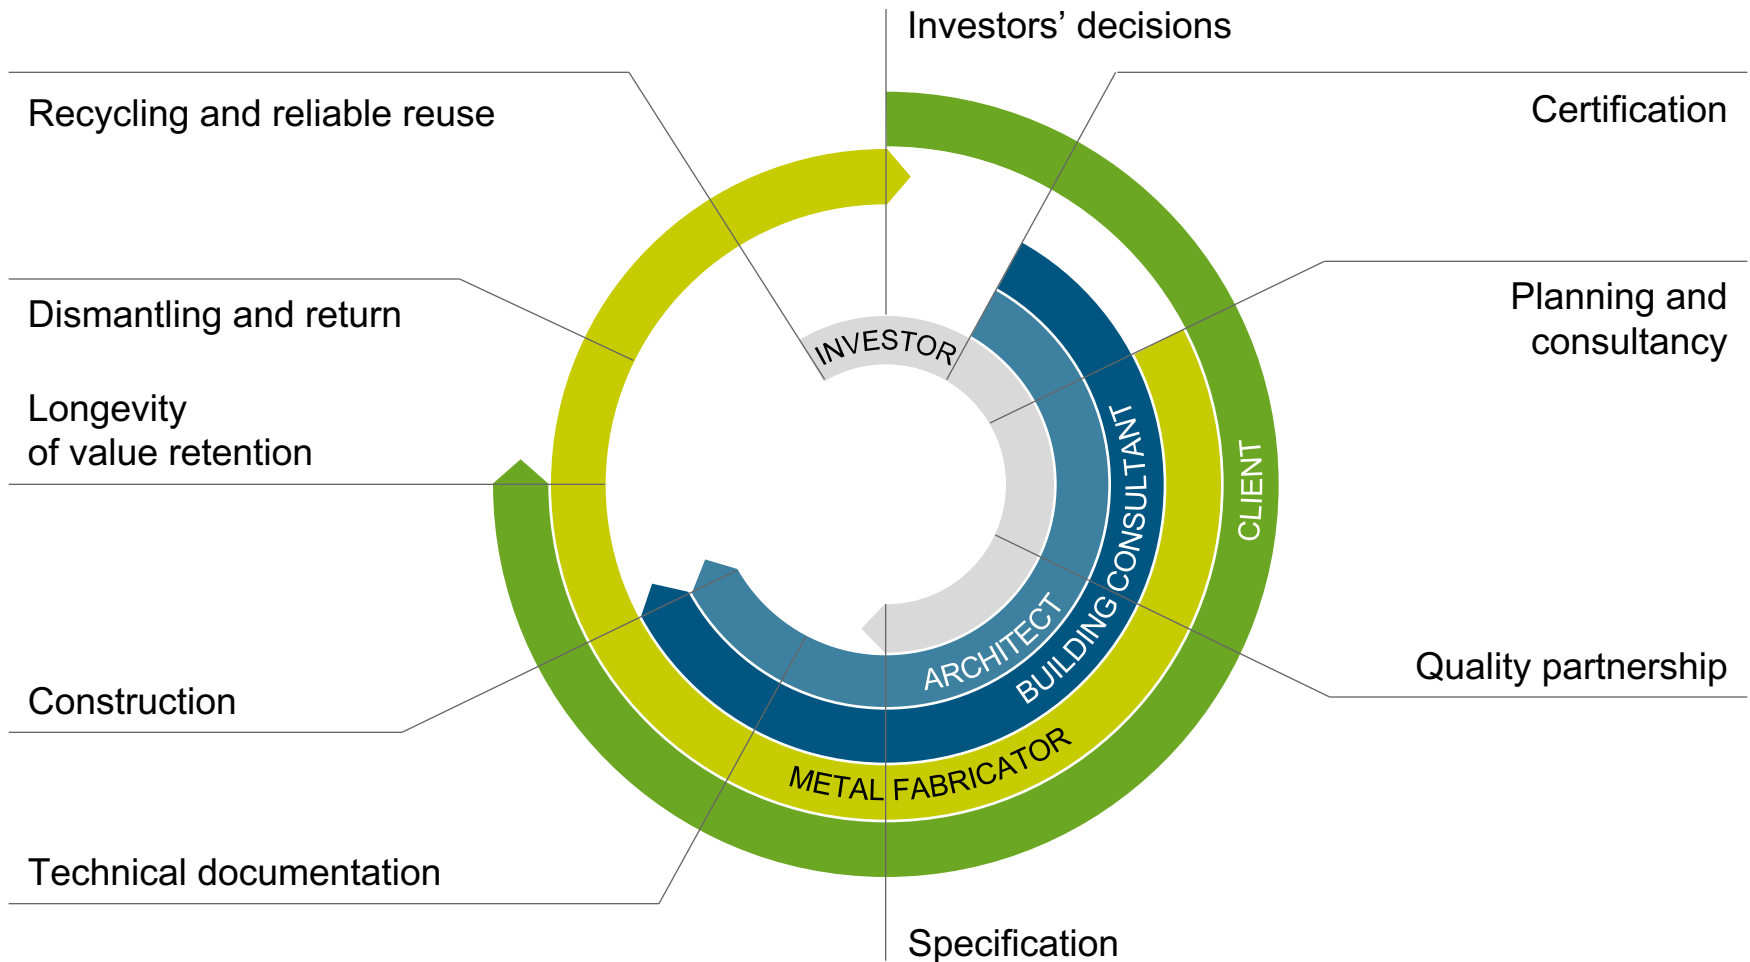 Investors’ decisions
Recycling and reliable reuse
Certification
Dismantling and return
Planning and
consultancy
INVESTOR
Longevity
of value retention
CLIENT
BUILDING CONSULTANT
ARCHITECT
Quality partnership
Construction
METAL FABRICATOR
Technical documentation
Specification